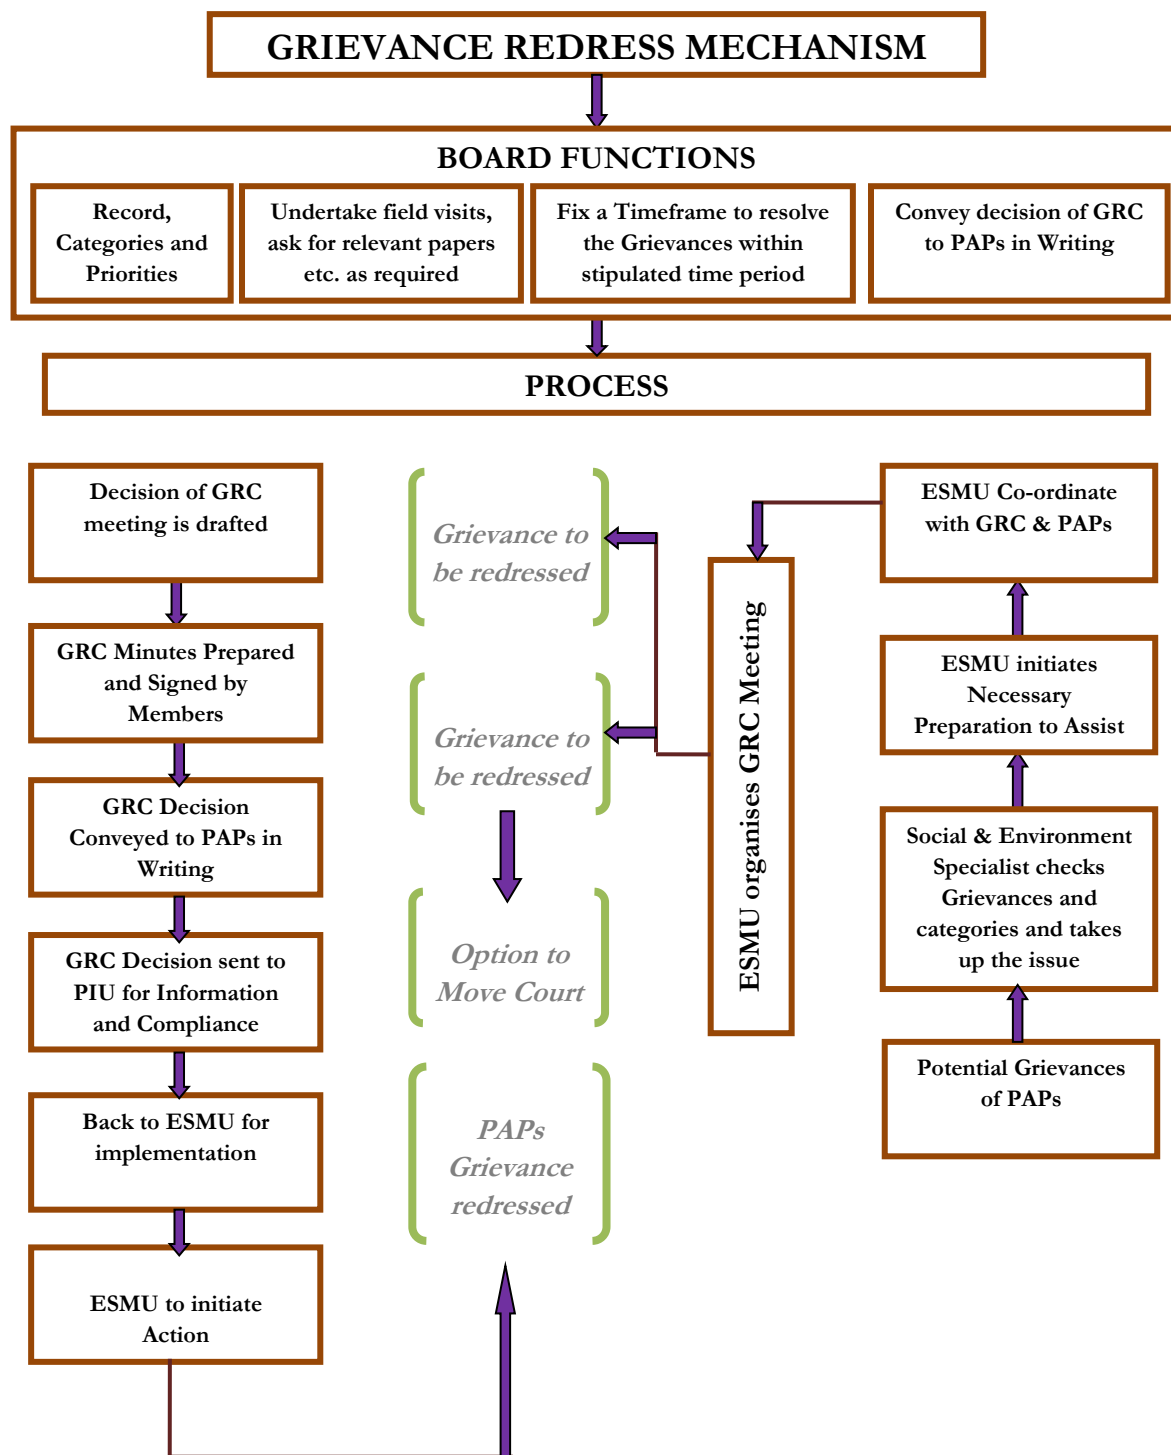 GRIEVANCE REDRESS MECHANISM
BOARD FUNCTIONS
Record,
Categories and
Priorities
Undertake field visits,
ask for relevant papers
etc. as required
Fix a Timeframe to resolve
the Grievances within
stipulated time period
Convey decision of GRC
to PAPs in Writing
PROCESS
Decision of GRC
meeting is drafted
GRC Minutes Prepared
and Signed by
Members
GRC Decision
Conveyed to PAPs in
Writing
GRC Decision sent to
PIU for Information
and Compliance
Back to ESMU for
implementation
ESMU to initiate
Action
Grievance to
be redressed
Grievance to
be redressed
Option to
Move Court
PAPs
Grievance
redressed
ESMU organises GRC Meeting
ESMU Co-ordinate
with GRC & PAPs
ESMU initiates
Necessary
Preparation to Assist
Social & Environment
Specialist checks
Grievances and
categories and takes
up the issue
Potential Grievances
of PAPs